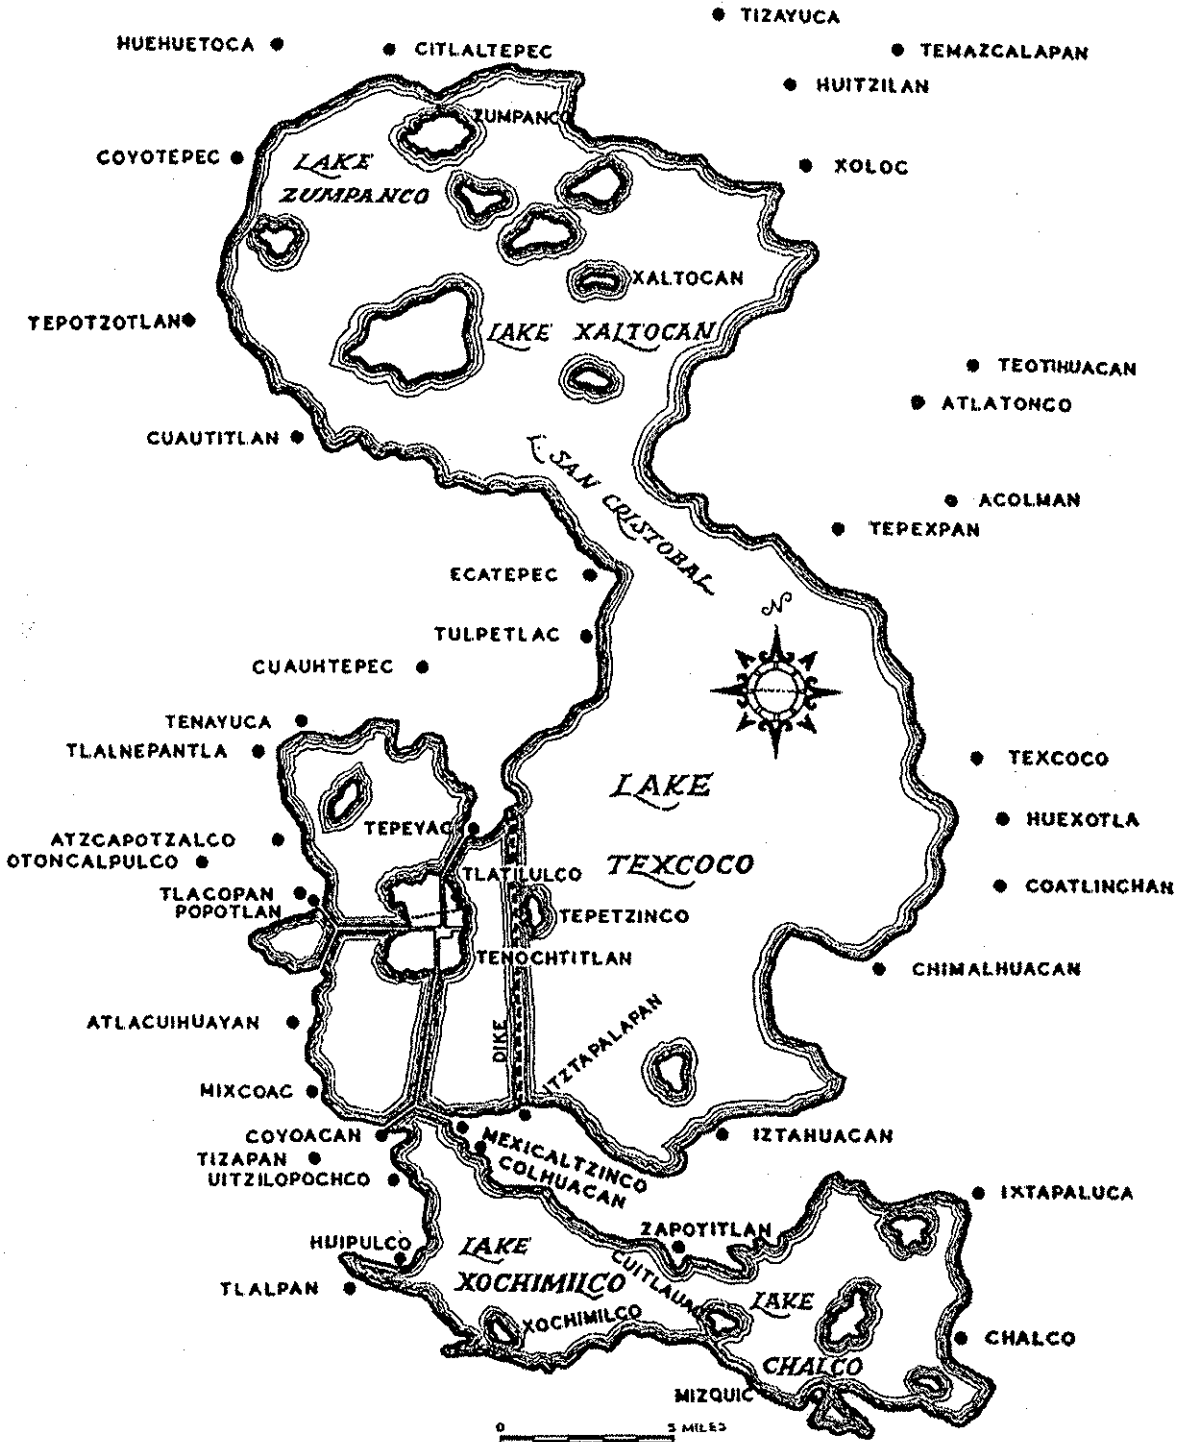 TIZAYUCA
HUEHUETOCA
CITLALTEPEC
TEMAZCALAPAN
HUITZILAN
ZUMPANCO
COYOTEPEC
LAKE
ZUMPANCO
XOLOC
XALTOCAN
TEPOTZOTLAN
LAKE XALTOCAN
TEOTIHUACAN
ATLATONCO
CUAUTITLAN
SAN CRISTOBAL
ACOLMAN
TEPEXPAN
ECATEPEC
N
TULPETLAC
CUAUHTEPEC
TENAYUCA
TLALNEPANTLA
TEXCOCO
LAKE
TEXCOCO
HUEXOTLA
TEPEYAC
ATZCAPOTZALCO
OTONCALPULCO
TLATILULCO
COATLINCHAN
TLACOPAN
POPOTLAN
TEPETZINCO
TENOCHTITLAN
CHIMALHUACAN
ATLACUIHUAYAN
DIKE
ITZTAPALAPAN
MIXCOAC
COYOACAN
MEXICALTZINCO
IZTAHUACAN
TIZAPAN
COLHUACAN
UITZILOPOCHCO
IXTAPALUCA
ZAPOTITLAN
HUIPULCO
LAKE
XOCHIMILCO
CUITLAUAC
TLALPAN
LAKE
CHALCO
XOCHIMILCO
CHALCO
MIZQUIC
0 5 MILES